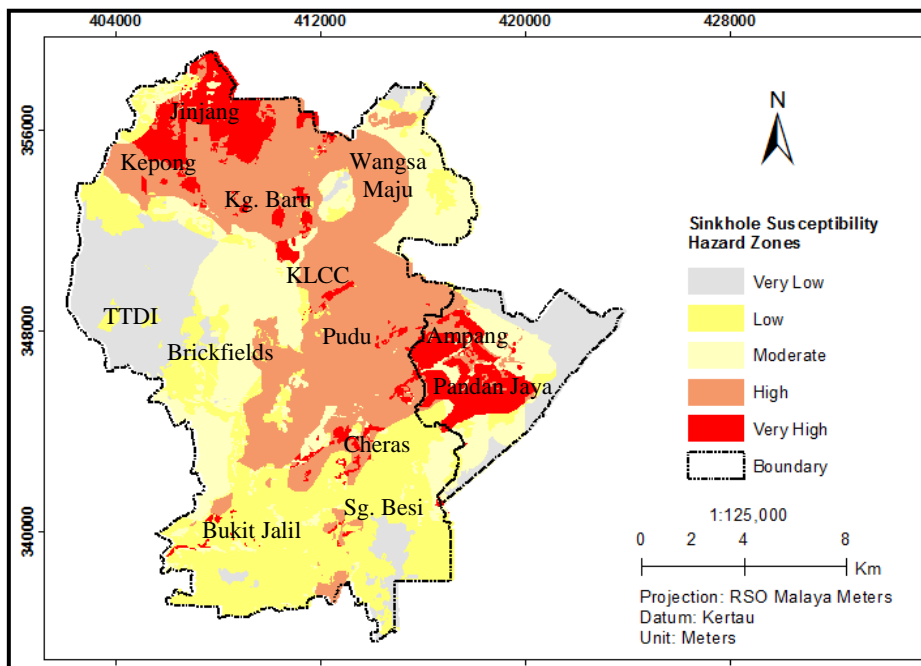 404000 412000 420000 428000
356000
348000
340000
Jinjang
Kepong
Wangsa
Maju
Kg. Baru
KLCC
TTDI
Brickfields
Pudu
Ampang
Pandan Jaya
Cheras
Sg. Besi
Bukit Jalil
N
Sinkhole Susceptibility
Hazard Zones
Very Low
Low
Moderate
High
Very High
Boundary
1:125,000
0 2 4 8
Km
Projection: RSO Malaya Meters
Datum: Kertau
Unit: Meters